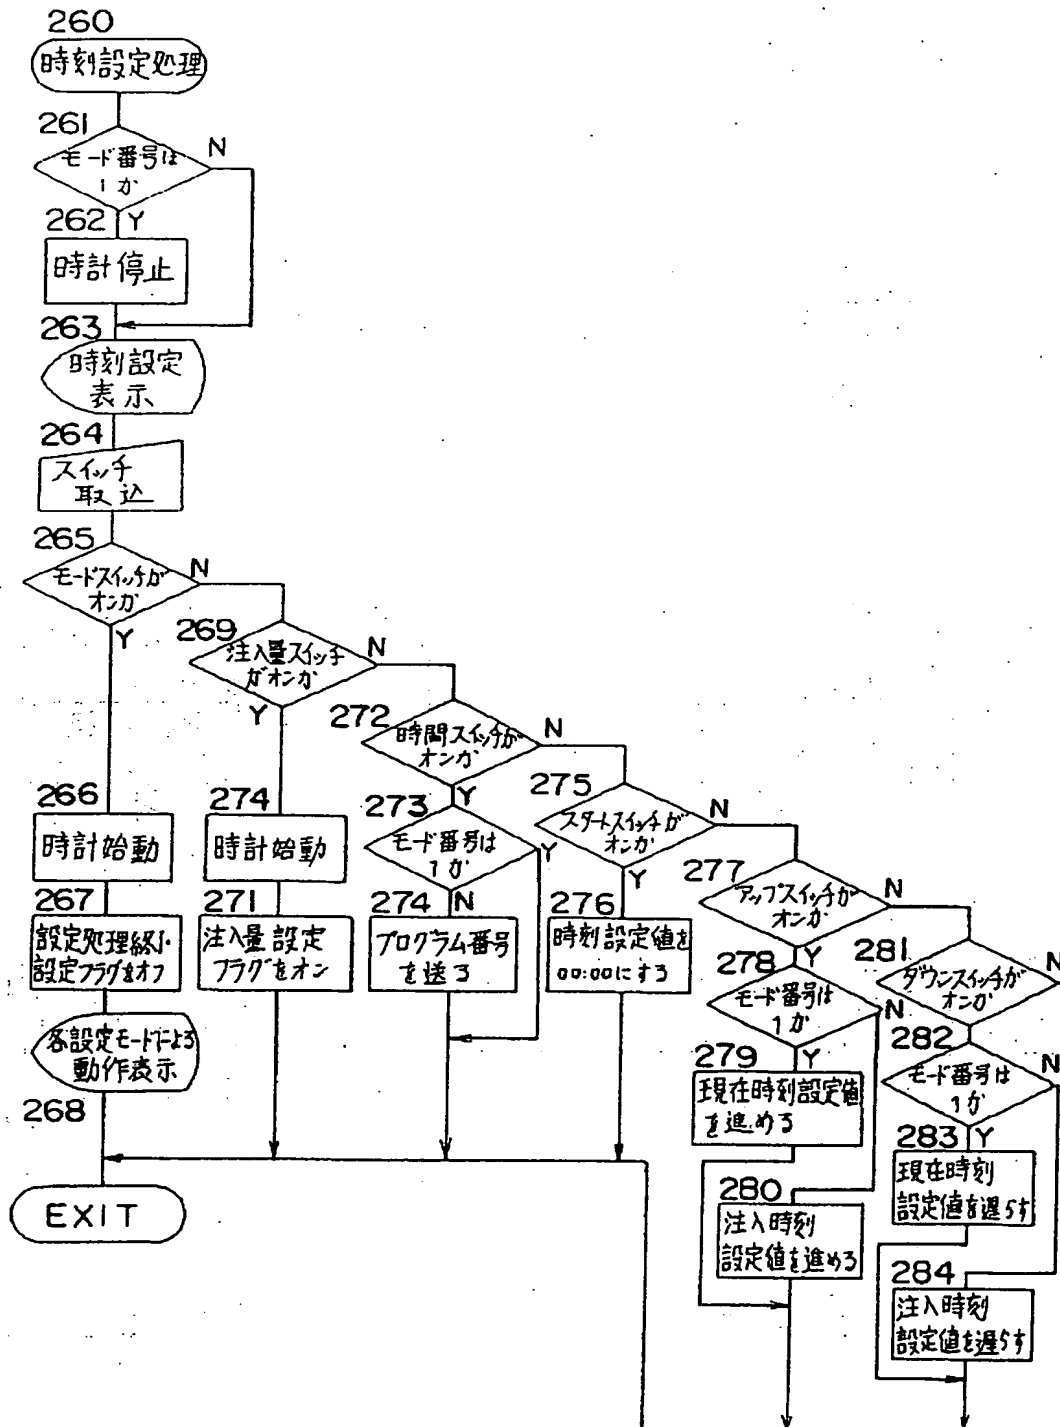 260
時刻設定処理
261
モード番号は
1か
N
Y
262
時計停止
263
時刻設定
表示
264
スイッチ
取込
265
モードスイッチが
オンか
N
Y
266
時計始動
267
設定処理終了・
設定フラグをオフ
各設定モードによる
動作表示
268
EXIT
269
注入量スイッチ
がオンか
N
Y
274
時計始動
271
注入量設定
フラグをオン
272
時間スイッチが
オンか
N
Y
273
モード番号は
1か
Y
N
274
プログラム番号
を送る
275
スタートスイッチが
オンか
N
Y
276
時刻設定値を
00:00にする
277
アップスイッチが
オンか
N
Y
278
モード番号は
1か
N
Y
279
現在時刻設定値
を進める
280
注入時刻
設定値を進める
281
ダウンスイッチが
オンか
N
282
モード番号は
1か
N
Y
283
現在時刻
設定値を遅らす
284
注入時刻
設定値を遅らす